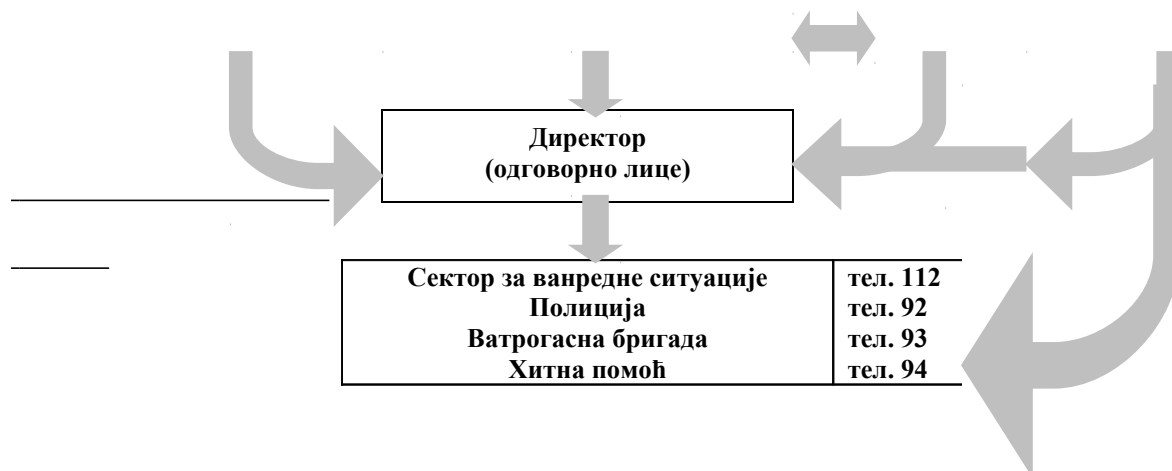 Директор
(одговорно лице)
Сектор за ванредне ситуације тел. 112
Полиција тел. 92
Ватрогасна бригада тел. 93
Хитна помоћ тел. 94